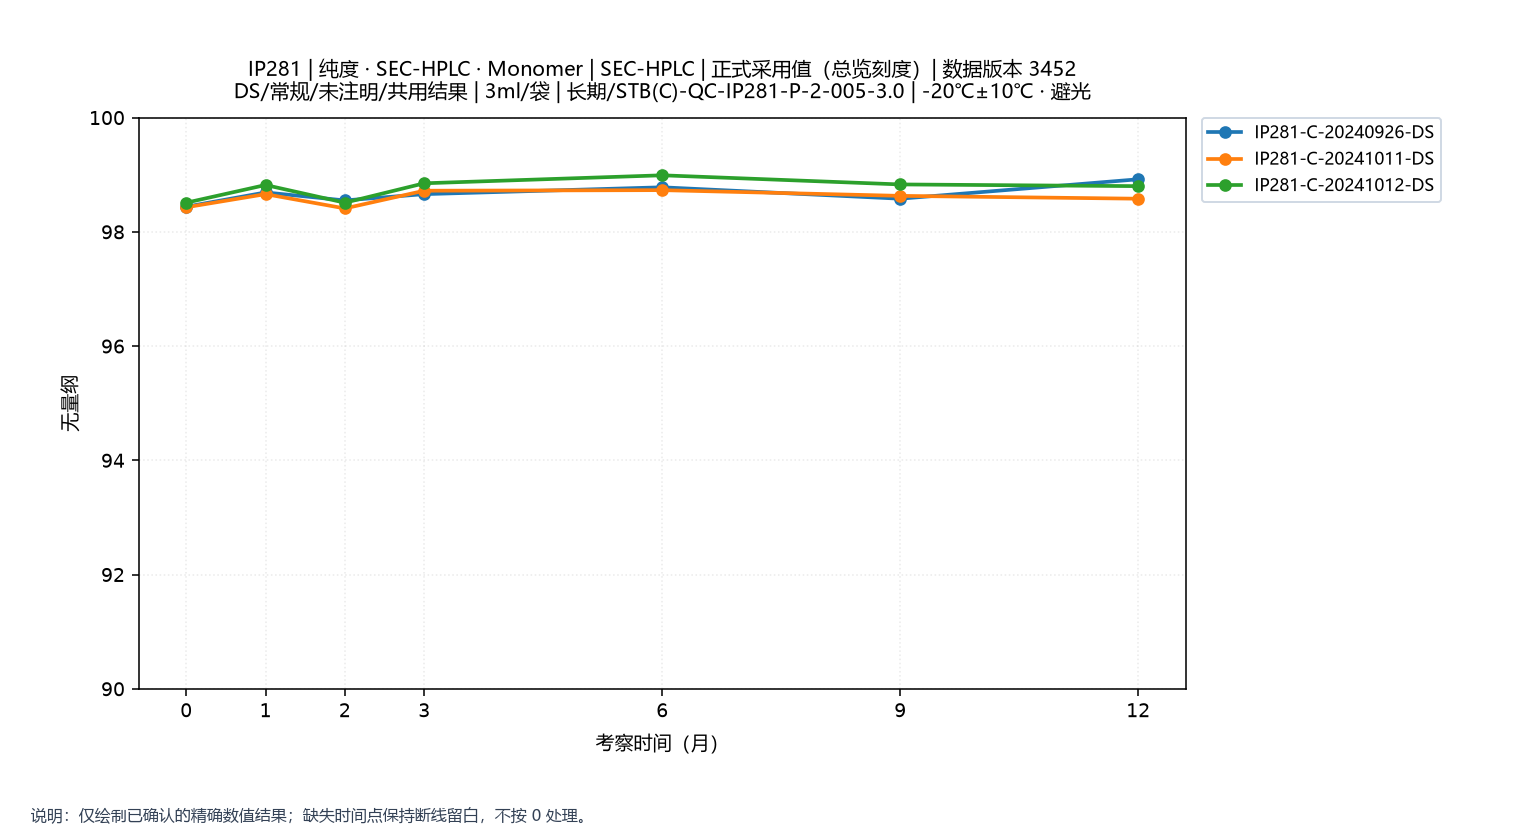 IP281 | 纯度 · SEC-HPLC · Monomer | SEC-HPLC | 正式采用值（总览刻度）| 数据版本 3452
DS/常规/未注明/共用结果 | 3ml/袋 | 长期/STB(C)-QC-IP281-P-2-005-3.0 | -20℃±10℃ · 避光
100
98
96
94
92
90
无量纲
0 1 2 3 6 9 12
考察时间（月）
IP281-C-20240926-DS
IP281-C-20241011-DS
IP281-C-20241012-DS
说明：仅绘制已确认的精确数值结果；缺失时间点保持断线留白，不按 0 处理。